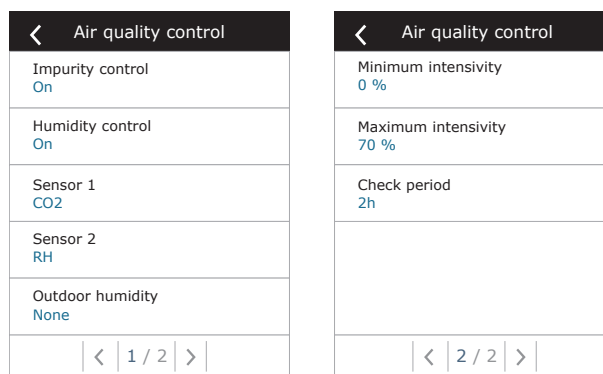 Air quality control
Impurity control
On
Humidity control
On
Sensor 1
CO2
Sensor 2
RH
Outdoor humidity
None
1 / 2
Air quality control
Minimum intensivity
0 %
Maximum intensivity
70 %
Check period
2h
2 / 2